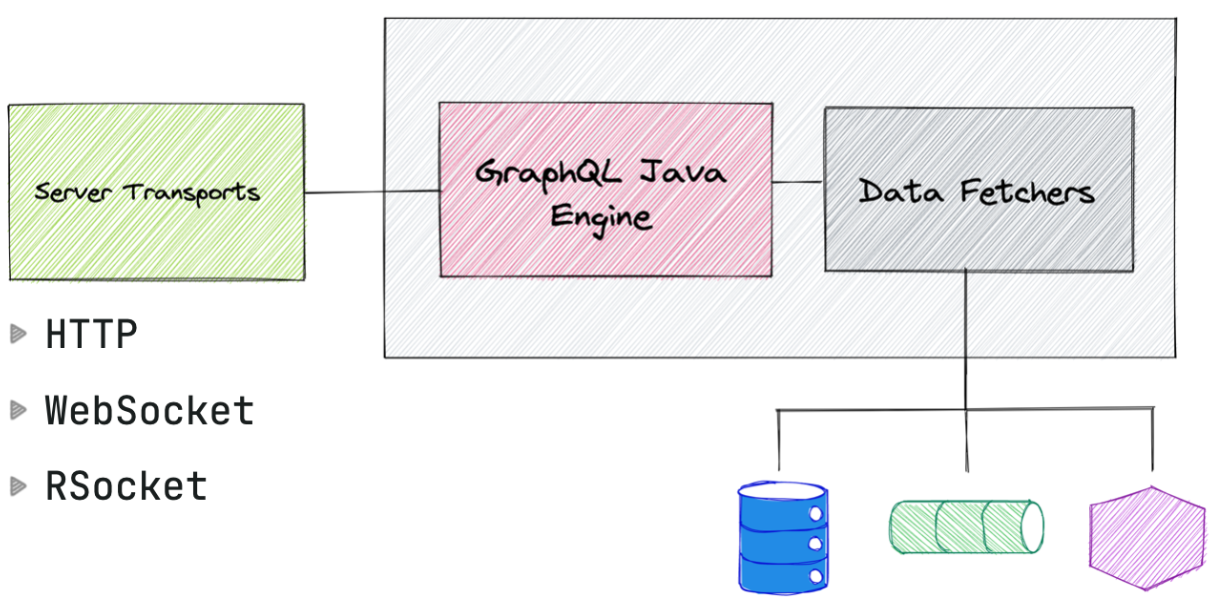 Server Transports
GraphQL Java
Engine
Data Fetchers
HTTP
WebSocket
RSocket